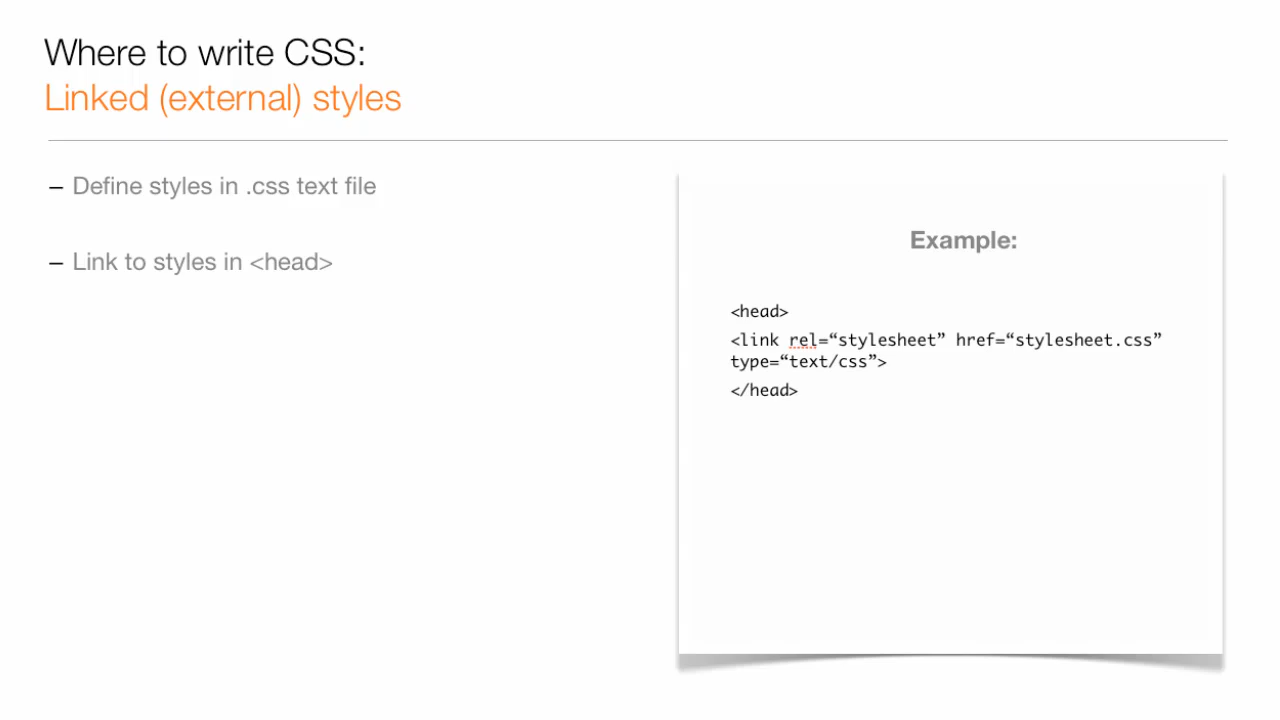 Where to write CSS:
Linked (external) styles
– Define styles in .css text file
– Link to styles in <head>
Example:
<head>
<link rel=“stylesheet” href=“stylesheet.css”
type=“text/css”>
</head>